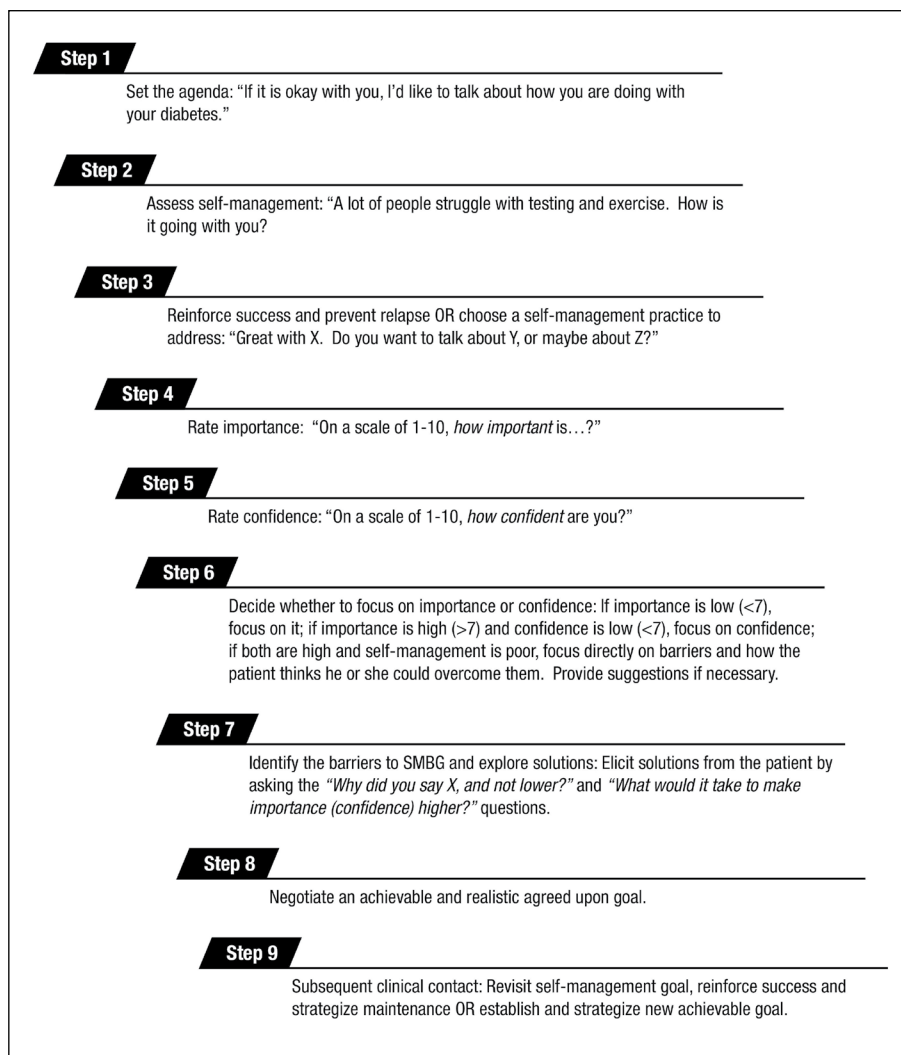 Step 1
Set the agenda: “If it is okay with you, I’d like to talk about how you are doing with
your diabetes.”
Step 2
Assess self-management: “A lot of people struggle with testing and exercise.  How is
it going with you?
Step 3
Reinforce success and prevent relapse OR choose a self-management practice to
address: “Great with X.  Do you want to talk about Y, or maybe about Z?”
Step 4
Rate importance:  “On a scale of 1-10, how important is…?”
Step 5
Rate confidence: “On a scale of 1-10, how confident are you?”
Step 6
Decide whether to focus on importance or confidence: If importance is low (<7),
focus on it; if importance is high (>7) and confidence is low (<7), focus on confidence;
if both are high and self-management is poor, focus directly on barriers and how the
patient thinks he or she could overcome them.  Provide suggestions if necessary.
Step 7
Identify the barriers to SMBG and explore solutions: Elicit solutions from the patient by
asking the “Why did you say X, and not lower?” and “What would it take to make
importance (confidence) higher?” questions.
Step 8
Negotiate an achievable and realistic agreed upon goal.
Step 9
Subsequent clinical contact: Revisit self-management goal, reinforce success and
strategize maintenance OR establish and strategize new achievable goal.